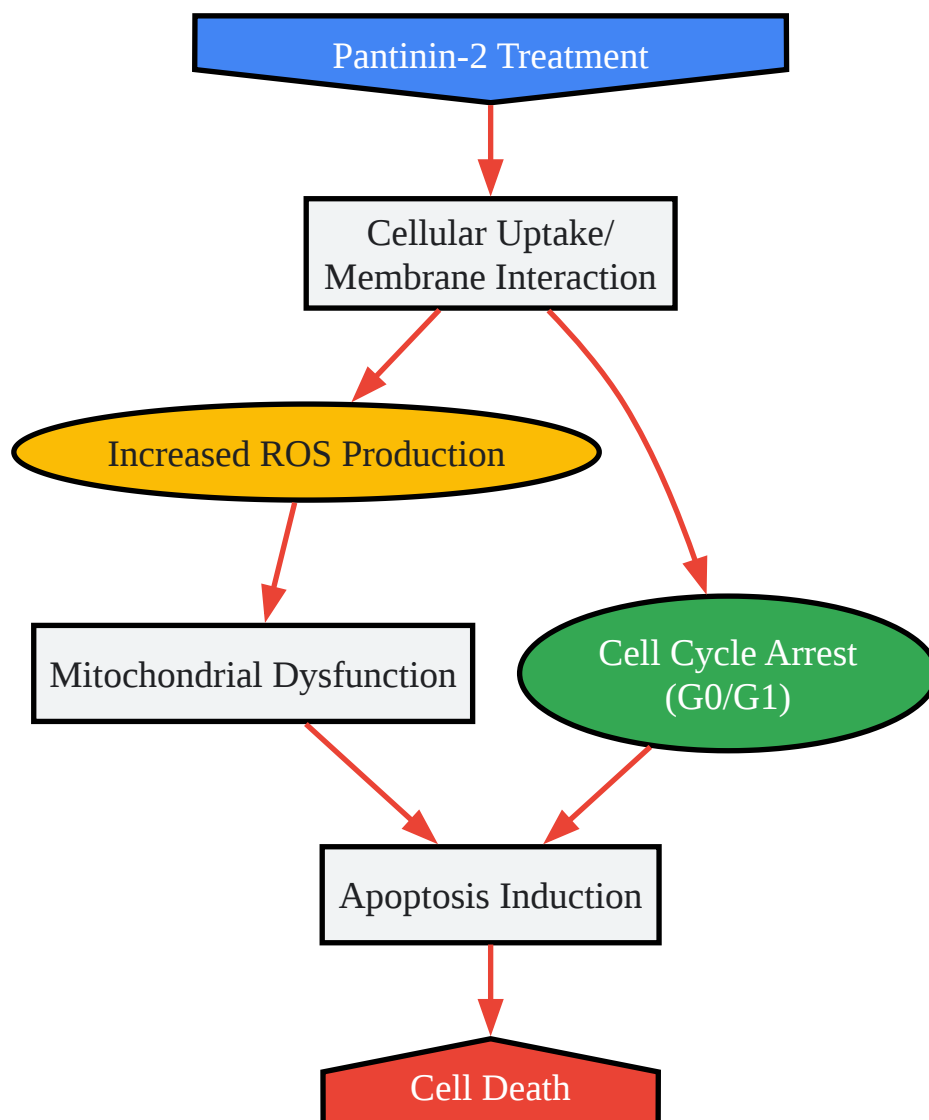 Pantinin-2 Treatment
Cellular Uptake/
Membrane Interaction
Increased ROS Production
Mitochondrial Dysfunction
Cell Cycle Arrest
(G0/G1)
Apoptosis Induction
Cell Death